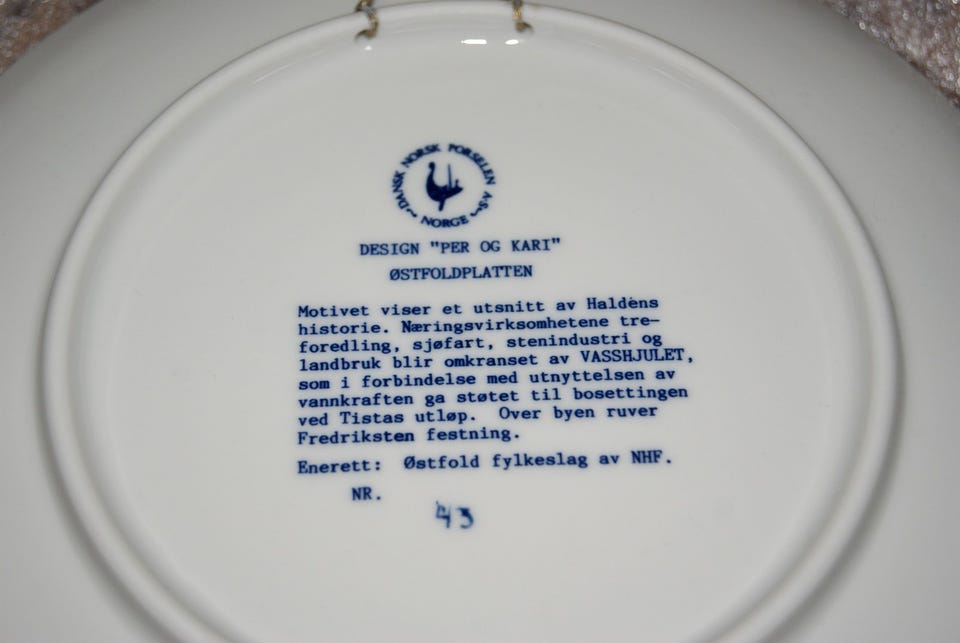 DANSK NORSK PORSELEN A·S
NORGE
DESIGN "PER OG KARI"
ØSTFOLDPLATTEN
Motivet viser et utsnitt av Haldens
historie. Næringsvirksomhetene tre-
foredling, sjøfart, stenindustri og
landbruk blir omkranset av VASSHJULET,
som i forbindelse med utnyttelsen av
vannkraften ga støtet til bosettingen
ved Tistas utløp. Over byen ruver
Fredriksten festning.
Enerett: Østfold fylkeslag av NHF.
NR.
43